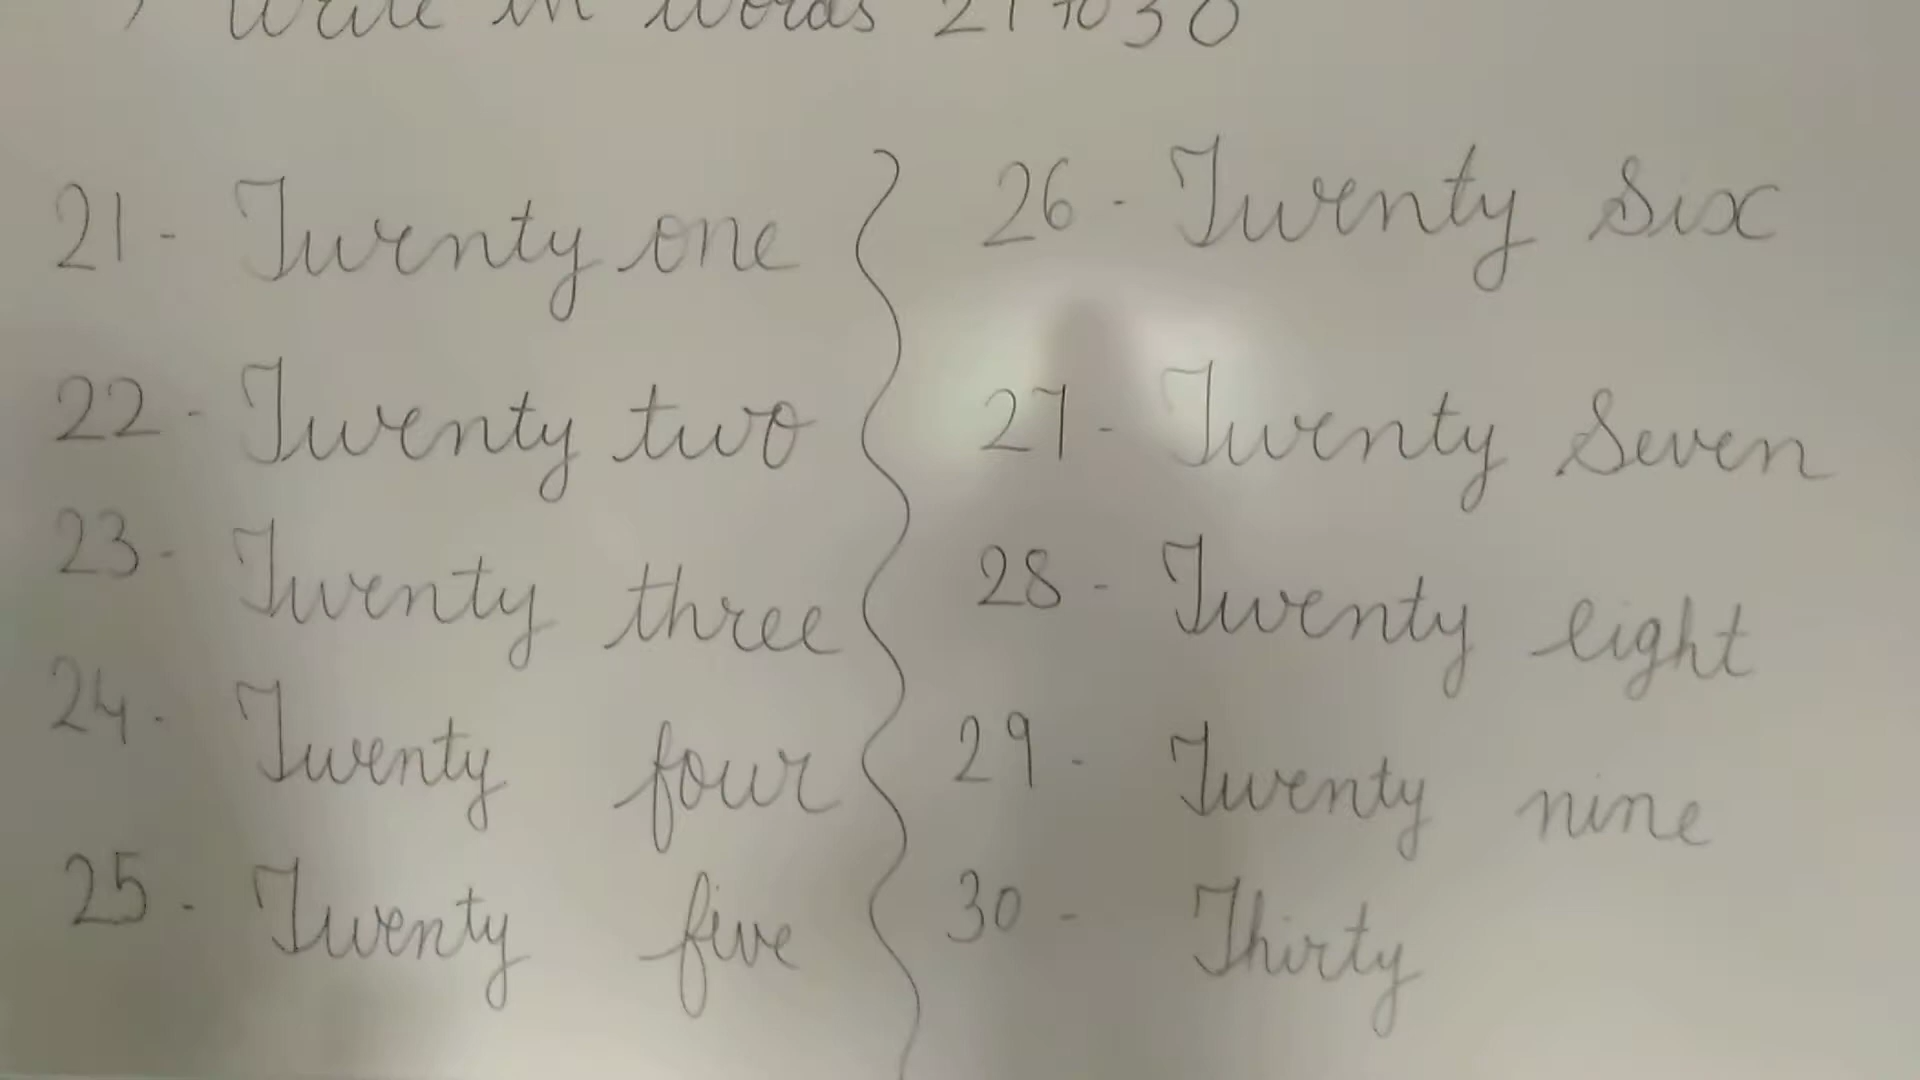 Write in words 21 to 30
21 - Twenty one
22 - Twenty two
23 - Twenty three
24 - Twenty four
25 - Twenty five
26 - Twenty Six
27 - Twenty Seven
28 - Twenty eight
29 - Twenty nine
30 - Thirty